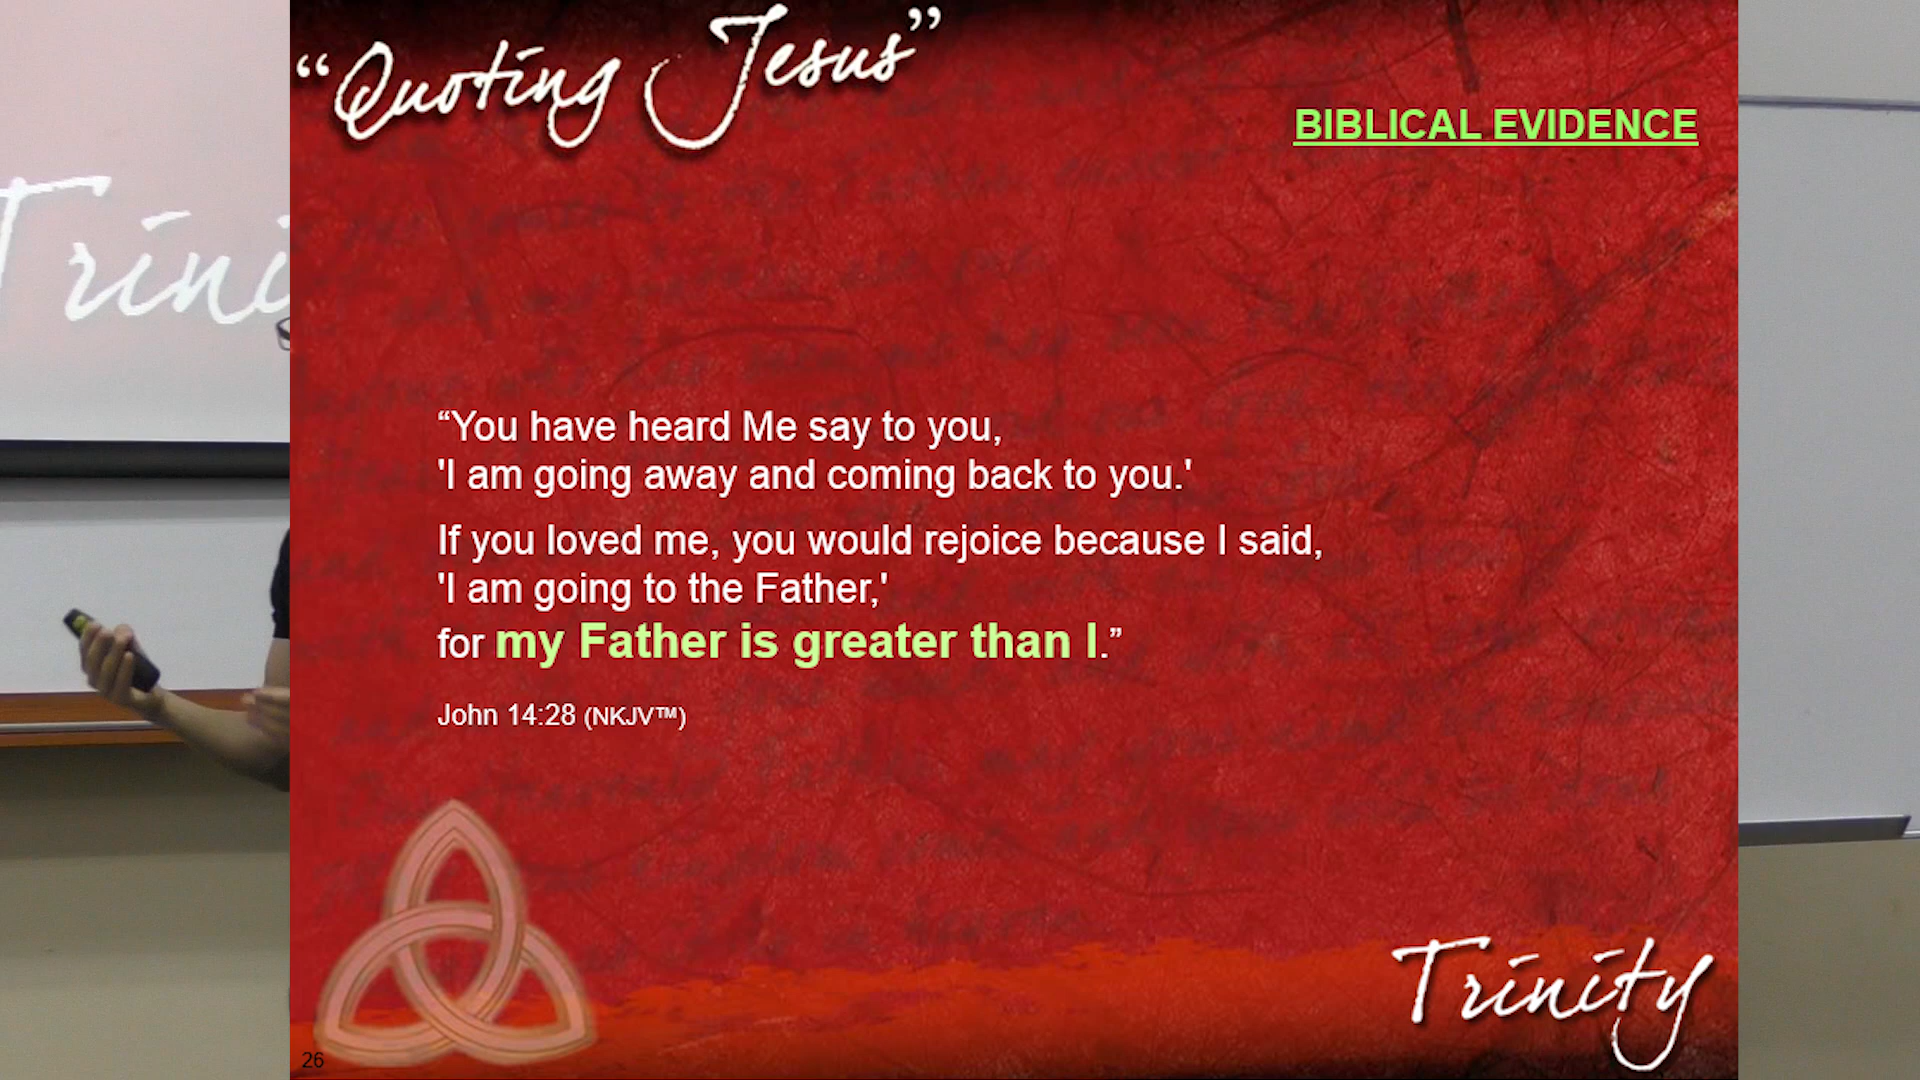 “Quoting Jesus”
BIBLICAL EVIDENCE
Trini
“You have heard Me say to you,
'I am going away and coming back to you.'
If you loved me, you would rejoice because I said,
'I am going to the Father,'
for my Father is greater than I.”
John 14:28 (NKJV™)
Trinity
26